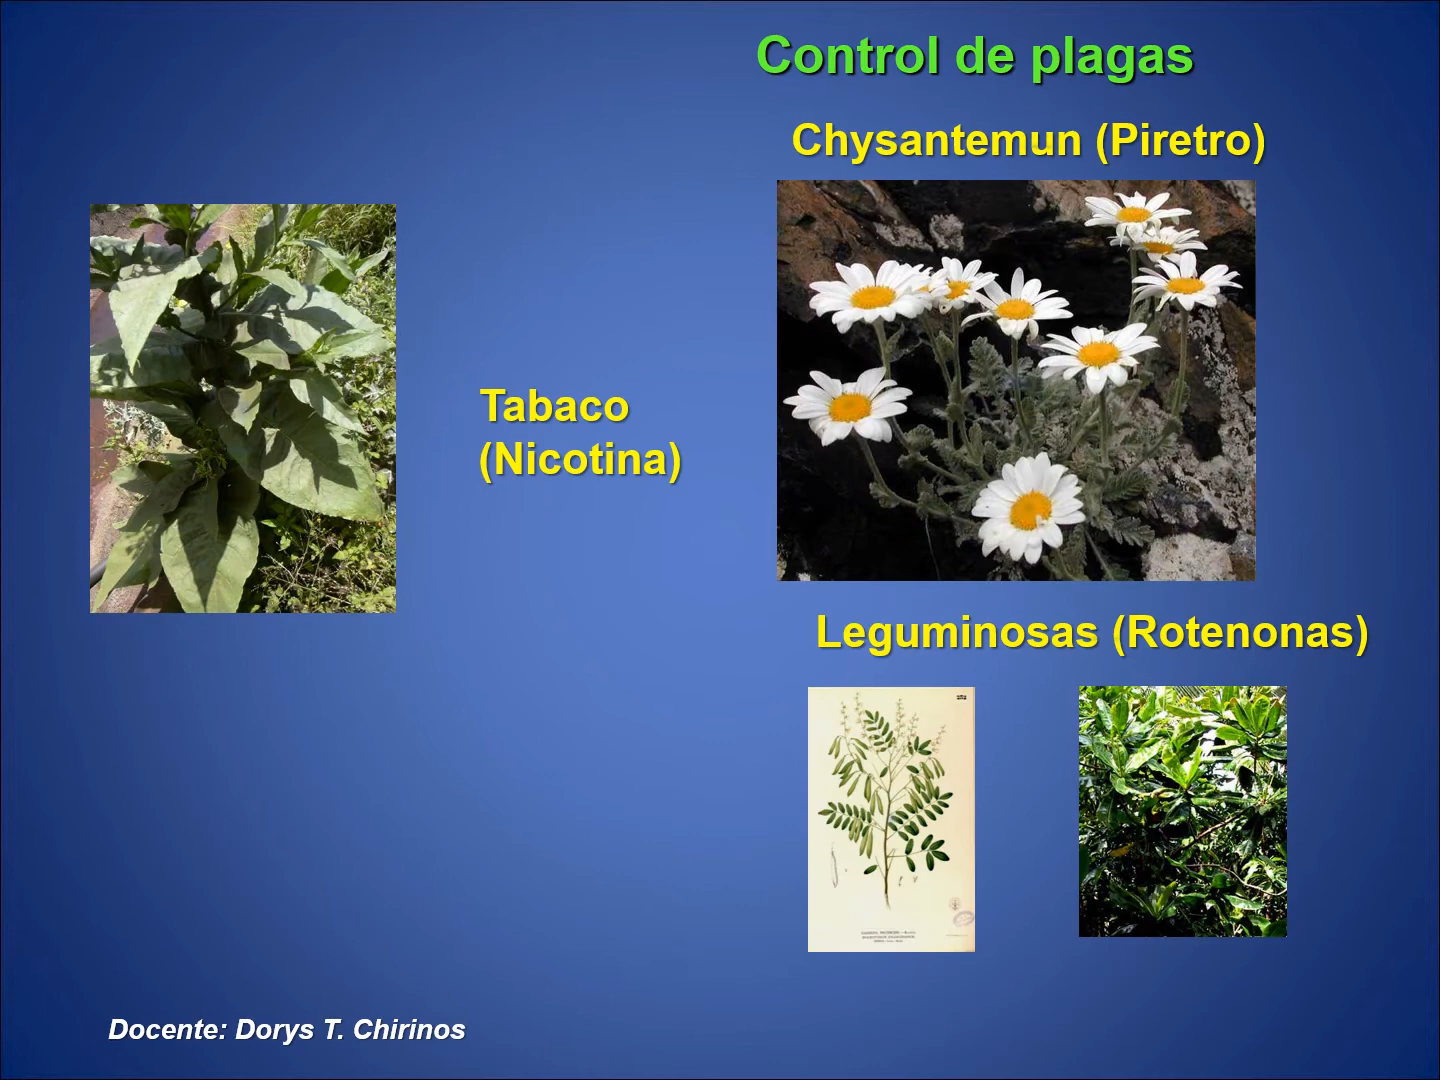 Control de plagas
Chysantemun (Piretro)
Tabaco
(Nicotina)
Leguminosas (Rotenonas)
Docente: Dorys T. Chirinos